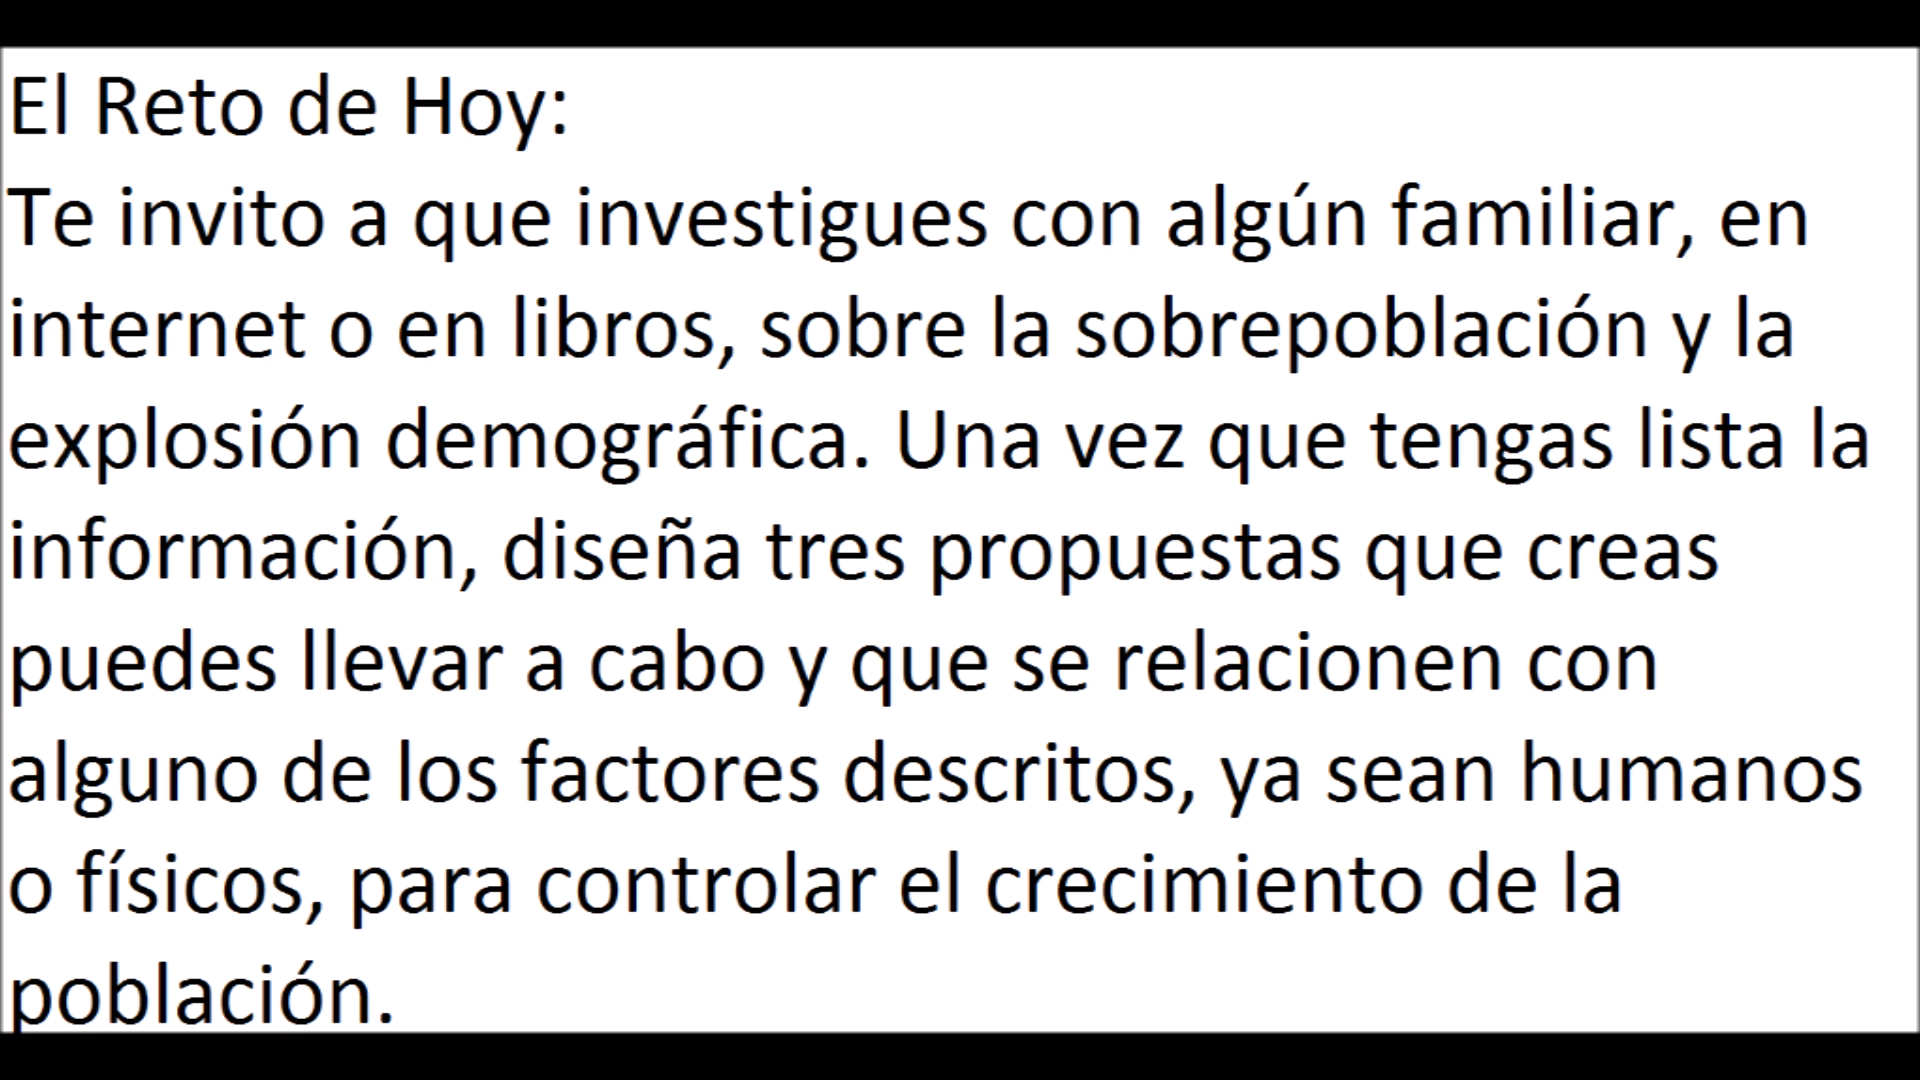 El Reto de Hoy:
Te invito a que investigues con algún familiar, en
internet o en libros, sobre la sobrepoblación y la
explosión demográfica. Una vez que tengas lista la
información, diseña tres propuestas que creas
puedes llevar a cabo y que se relacionen con
alguno de los factores descritos, ya sean humanos
o físicos, para controlar el crecimiento de la
población.